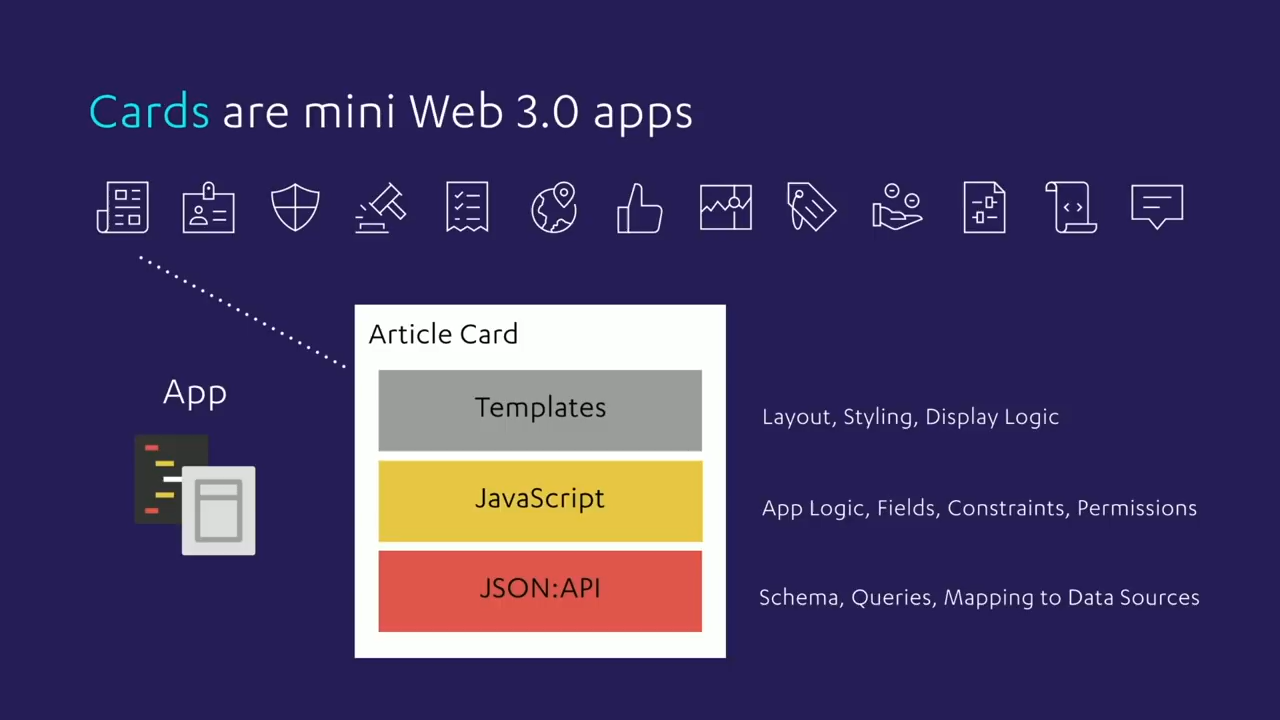 Cards are mini Web 3.0 apps
App
Article Card
Templates
Layout, Styling, Display Logic
JavaScript
App Logic, Fields, Constraints, Permissions
JSON:API
Schema, Queries, Mapping to Data Sources